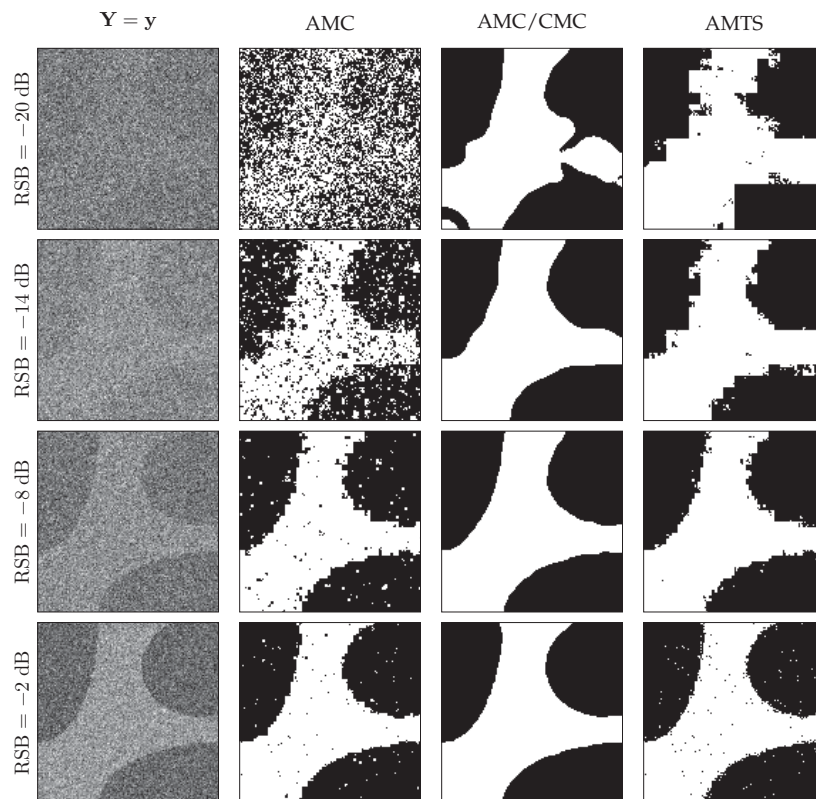 Y = y
AMC
AMC/CMC
AMTS
RSB = −20 dB
RSB = −14 dB
RSB = −8 dB
RSB = −2 dB